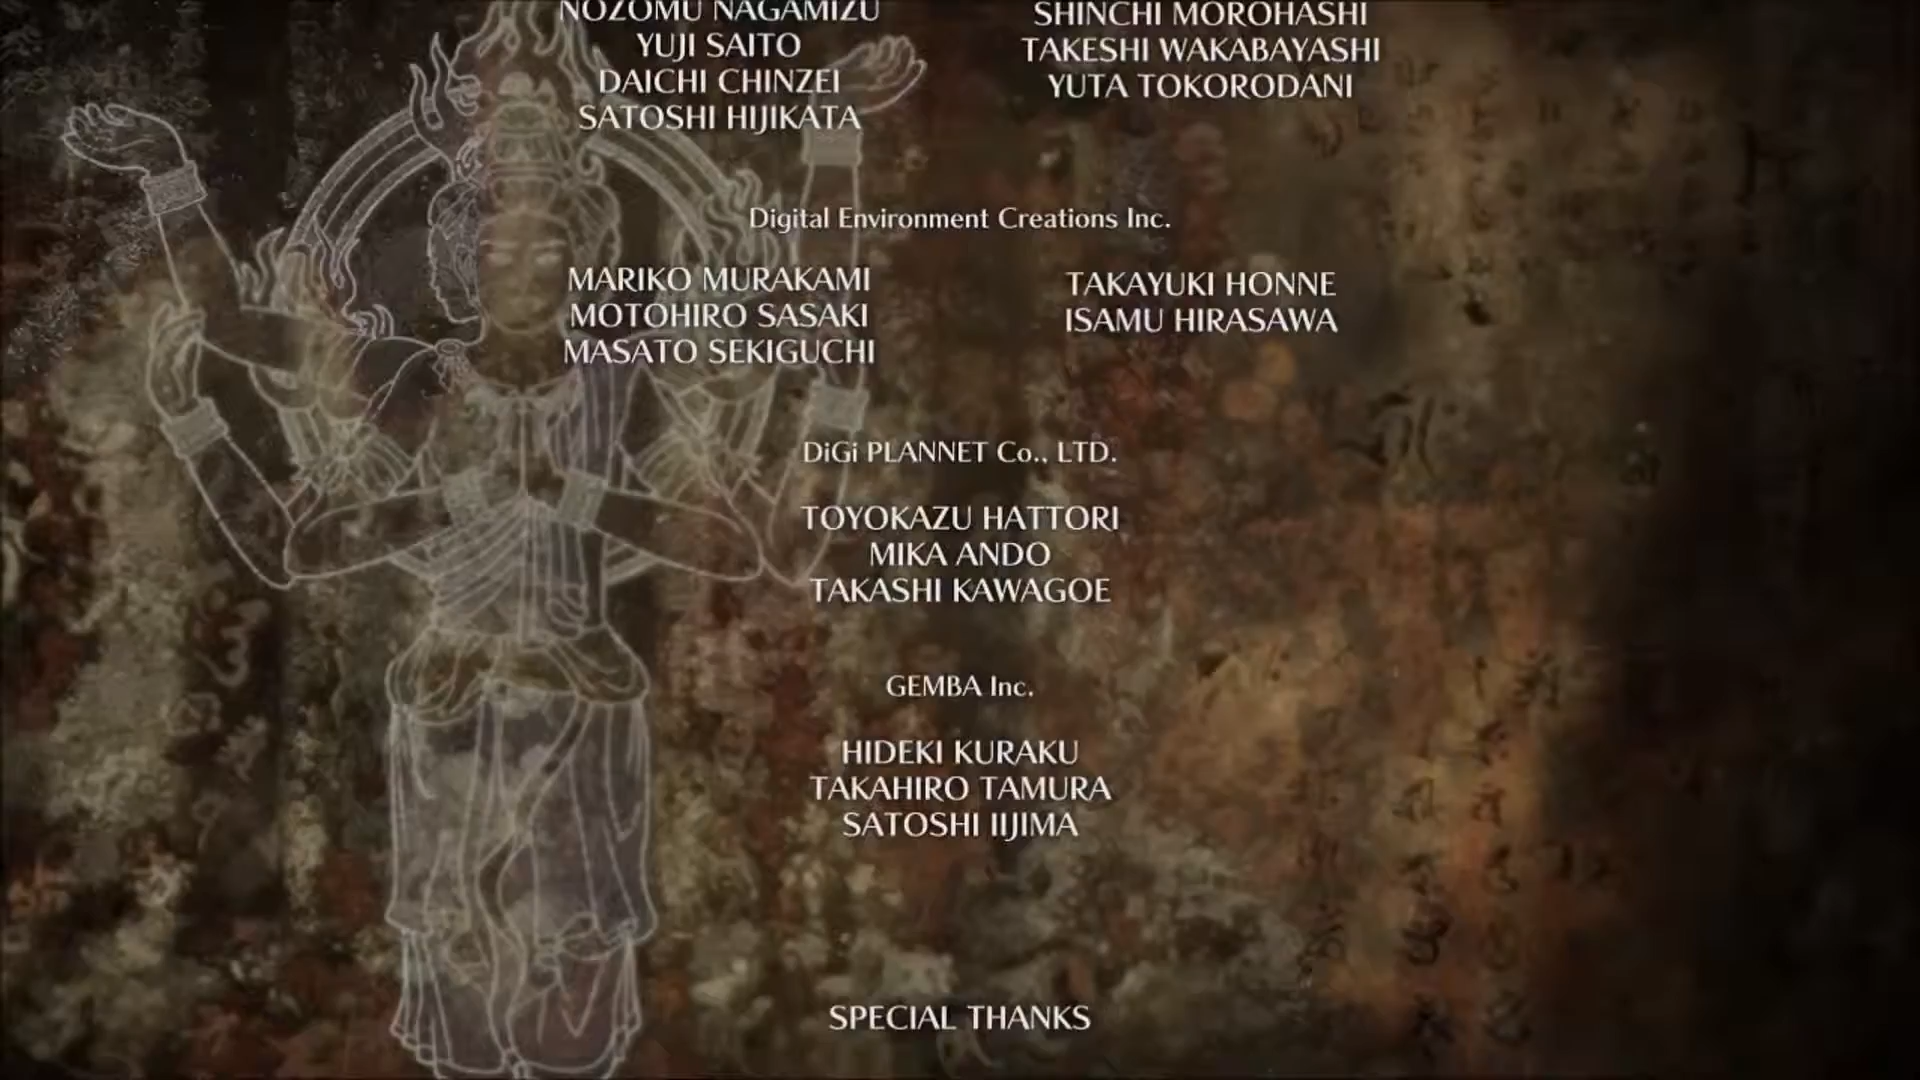 NOZOMU NAGAMIZU
YUJI SAITO
DAICHI CHINZEI
SATOSHI HIJIKATA
SHINCHI MOROHASHI
TAKESHI WAKABAYASHI
YUTA TOKORODANI
Digital Environment Creations Inc.
MARIKO MURAKAMI
MOTOHIRO SASAKI
MASATO SEKIGUCHI
TAKAYUKI HONNE
ISAMU HIRASAWA
DiGi PLANNET Co., LTD.
TOYOKAZU HATTORI
MIKA ANDO
TAKASHI KAWAGOE
GEMBA Inc.
HIDEKI KURAKU
TAKAHIRO TAMURA
SATOSHI IIJIMA
SPECIAL THANKS